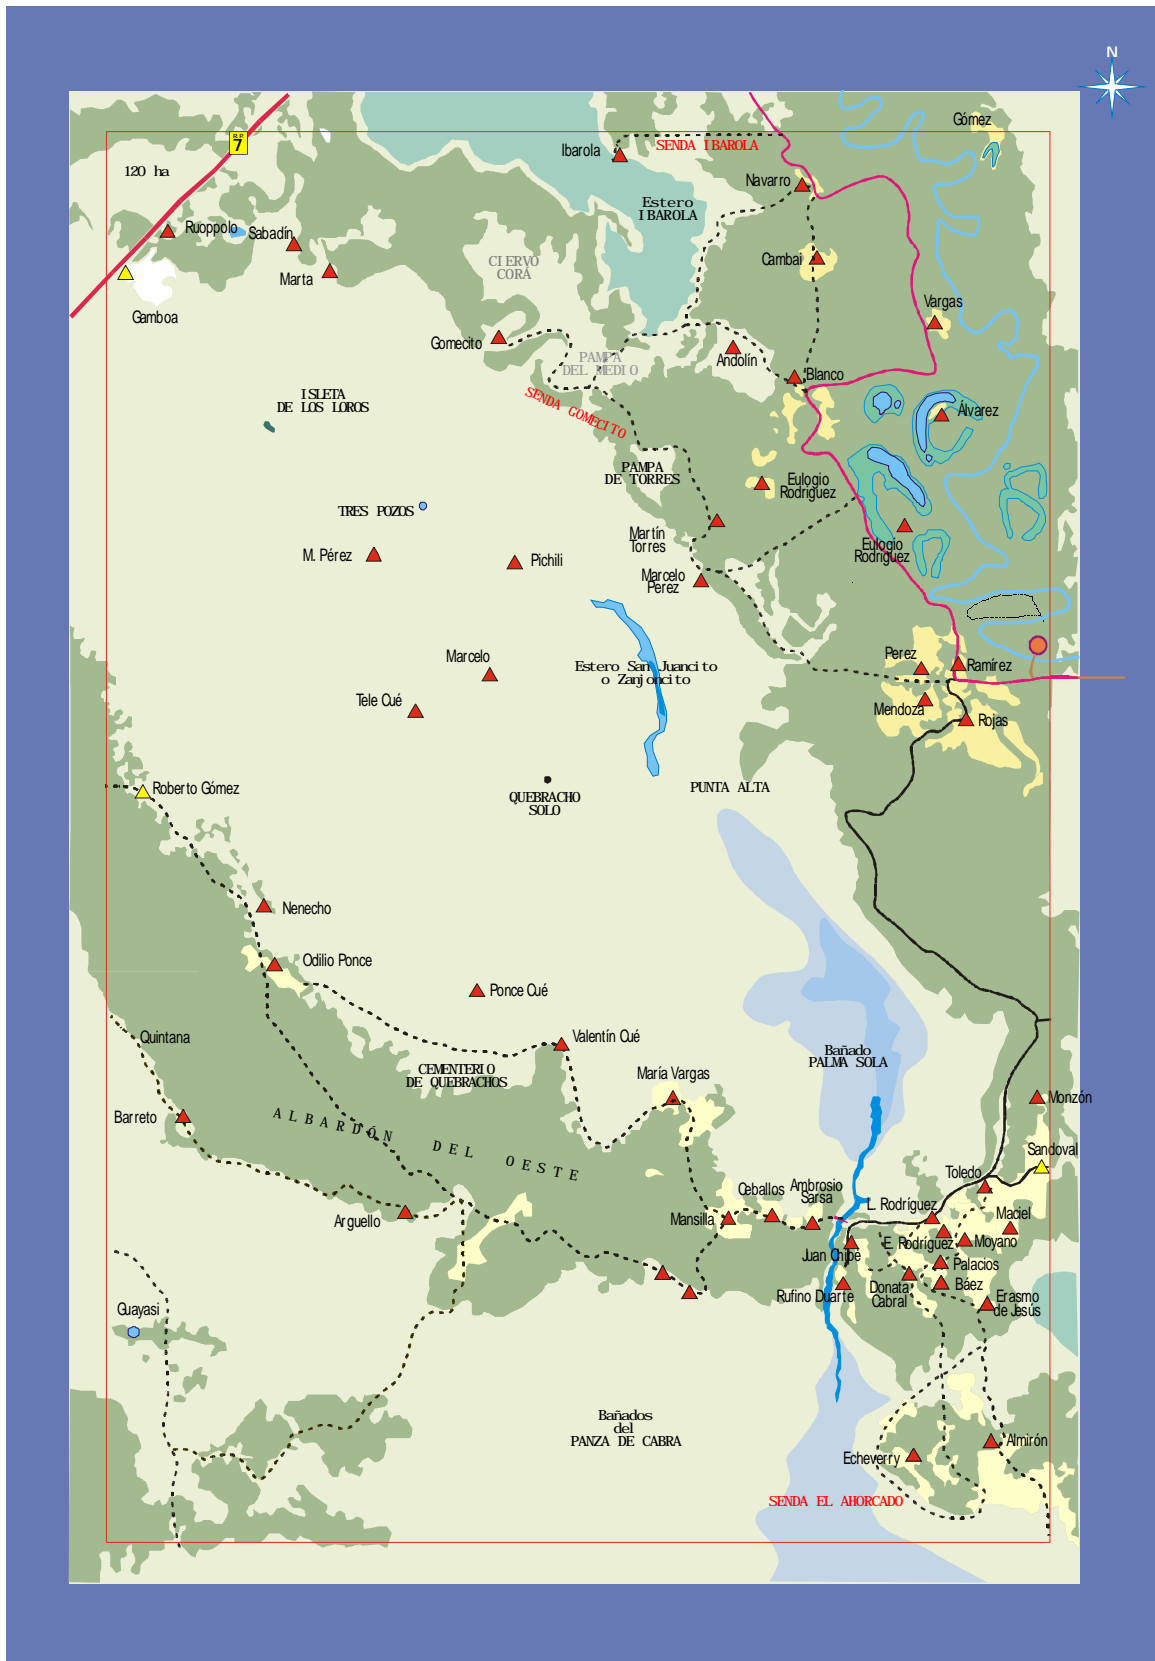 N
Gómez
R.P.
7
Ibarola
SENDA IBAROLA
120 ha
Navarro
Estero
IBAROLA
Ruoppolo
Sabadín
Cambai
CIERVO
CORÁ
Marta
Gamboa
Vargas
Gomecito
PAMPA
DEL MEDIO
Andolín
Blanco
ISLETA
DE LOS LOROS
SENDA GOMECITO
Álvarez
PAMPA
DE TORRES
Eulogio
Rodriguez
TRES POZOS
Martín
Torres
Eulogio
Rodriguez
M. Pérez
Pichili
Marcelo
Perez
Marcelo
Estero San Juancito
o Zanjoncito
Perez
Ramírez
Tele Cué
Mendoza
Rojas
Roberto Gómez
QUEBRACHO
SOLO
PUNTA ALTA
Nenecho
Odilio Ponce
Ponce Cué
Quintana
Valentín Cué
Bañado
PALMA SOLA
CEMENTERIO
DE QUEBRACHOS
María Vargas
Monzón
Barreto
ALBARDÓN DEL OESTE
Sandoval
Toledo
Ceballos
Ambrosio
Sarsa
L. Rodríguez
Maciel
Arguello
Mansilla
Juan Chibé
E. Rodríguez
Moyano
Palacios
Rufino Duarte
Donata
Cabral
Báez
Erasmo
de Jesús
Guayasi
Bañados
del
PANZA DE CABRA
Almirón
Echeverry
SENDA EL AHORCADO